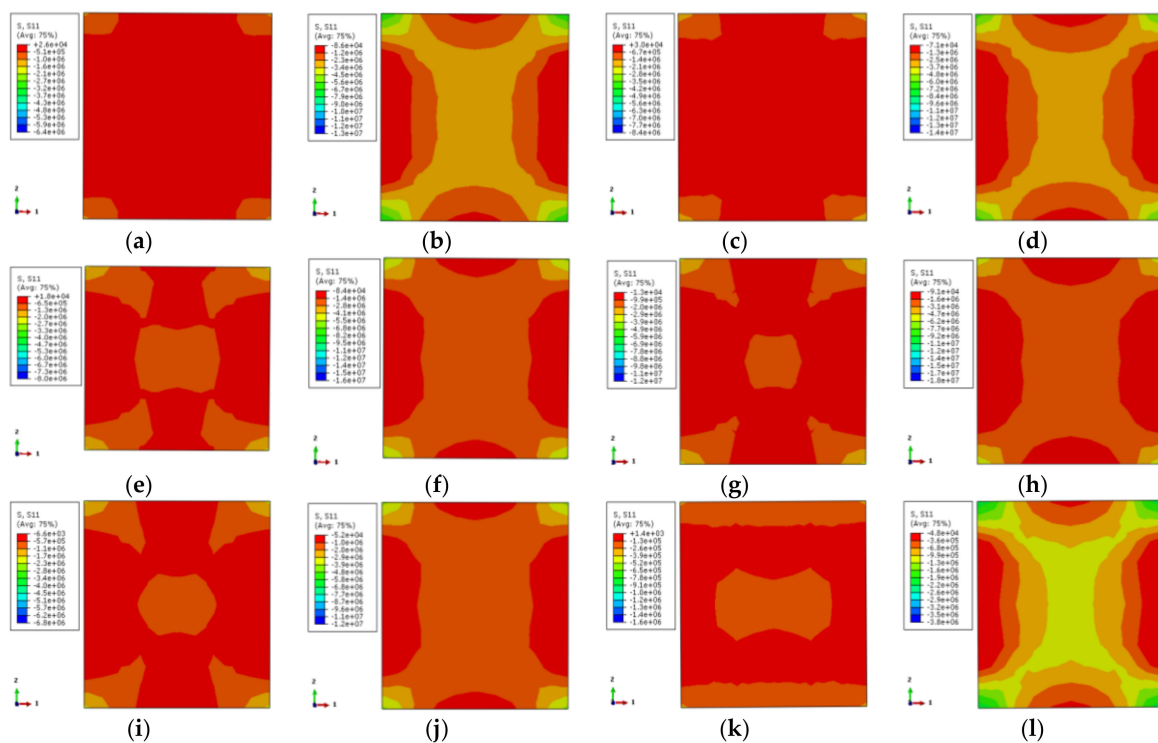 S, S11
(Avg: 75%)
+2.6e+04
-5.1e+05
-1.0e+06
-1.6e+06
-2.1e+06
-2.7e+06
-3.2e+06
-3.7e+06
-4.3e+06
-4.8e+06
-5.3e+06
-5.9e+06
-6.4e+06
2
1
(a)
S, S11
(Avg: 75%)
-8.6e+04
-1.2e+06
-2.3e+06
-3.4e+06
-4.5e+06
-5.6e+06
-6.7e+06
-7.9e+06
-9.0e+06
-1.0e+07
-1.1e+07
-1.2e+07
-1.3e+07
2
1
(b)
S, S11
(Avg: 75%)
+3.0e+04
-6.7e+05
-1.4e+06
-2.1e+06
-2.8e+06
-3.5e+06
-4.2e+06
-4.9e+06
-5.6e+06
-6.3e+06
-7.0e+06
-7.7e+06
-8.4e+06
2
1
(c)
S, S11
(Avg: 75%)
-7.1e+04
-1.3e+06
-2.5e+06
-3.7e+06
-4.8e+06
-6.0e+06
-7.2e+06
-8.4e+06
-9.6e+06
-1.1e+07
-1.2e+07
-1.3e+07
-1.4e+07
2
1
(d)
S, S11
(Avg: 75%)
+1.8e+04
-6.5e+05
-1.3e+06
-2.0e+06
-2.7e+06
-3.3e+06
-4.0e+06
-4.7e+06
-5.3e+06
-6.0e+06
-6.7e+06
-7.3e+06
-8.0e+06
2
1
(e)
S, S11
(Avg: 75%)
-8.4e+04
-1.4e+06
-2.8e+06
-4.1e+06
-5.5e+06
-6.8e+06
-8.2e+06
-9.5e+06
-1.1e+07
-1.2e+07
-1.4e+07
-1.5e+07
-1.6e+07
2
1
(f)
S, S11
(Avg: 75%)
-1.3e+04
-9.9e+05
-2.0e+06
-2.9e+06
-3.9e+06
-4.9e+06
-5.9e+06
-6.9e+06
-7.8e+06
-8.8e+06
-9.8e+06
-1.1e+07
-1.2e+07
2
1
(g)
S, S11
(Avg: 75%)
-9.1e+04
-1.6e+06
-3.1e+06
-4.7e+06
-6.2e+06
-7.7e+06
-9.2e+06
-1.1e+07
-1.2e+07
-1.4e+07
-1.5e+07
-1.7e+07
-1.8e+07
2
1
(h)
S, S11
(Avg: 75%)
-6.6e+03
-5.7e+05
-1.1e+06
-1.7e+06
-2.3e+06
-2.8e+06
-3.4e+06
-4.0e+06
-4.5e+06
-5.1e+06
-5.7e+06
-6.2e+06
-6.8e+06
2
1
(i)
S, S11
(Avg: 75%)
-5.2e+04
-1.0e+06
-2.0e+06
-2.9e+06
-3.9e+06
-4.8e+06
-5.8e+06
-6.8e+06
-7.7e+06
-8.7e+06
-9.6e+06
-1.1e+07
-1.2e+07
2
1
(j)
S, S11
(Avg: 75%)
+1.4e+03
-1.3e+05
-2.6e+05
-3.9e+05
-5.2e+05
-6.5e+05
-7.8e+05
-9.1e+05
-1.0e+06
-1.2e+06
-1.3e+06
-1.4e+06
-1.6e+06
2
1
(k)
S, S11
(Avg: 75%)
-4.8e+04
-3.6e+05
-6.8e+05
-9.9e+05
-1.3e+06
-1.6e+06
-1.9e+06
-2.2e+06
-2.6e+06
-2.9e+06
-3.2e+06
-3.5e+06
-3.8e+06
2
1
(l)